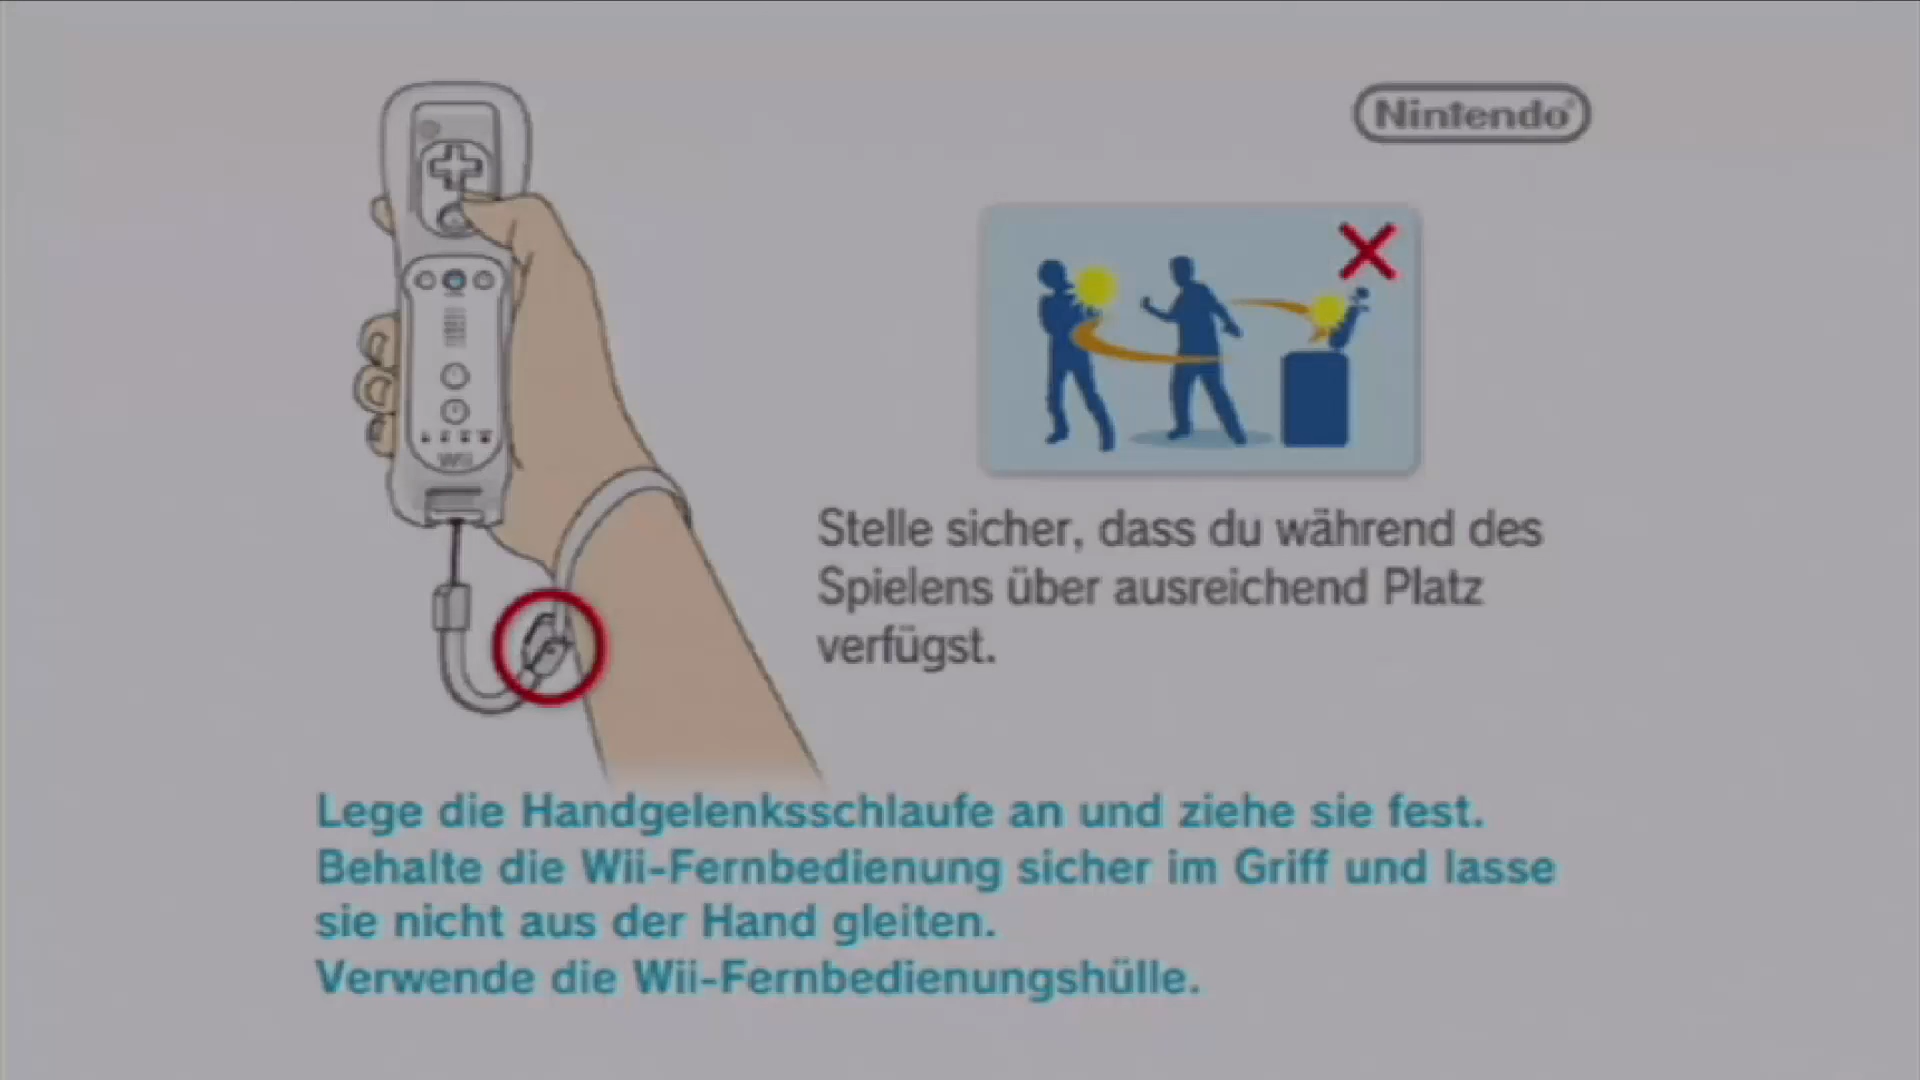 Nintendo®
Wii
Stelle sicher, dass du während des
Spielens über ausreichend Platz
verfügst.
Lege die Handgelenksschlaufe an und ziehe sie fest.
Behalte die Wii-Fernbedienung sicher im Griff und lasse
sie nicht aus der Hand gleiten.
Verwende die Wii-Fernbedienungshülle.